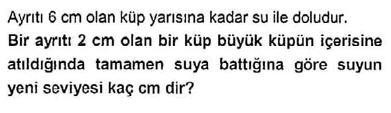 Ayrıtı 6 cm olan küp yarısına kadar su ile doludur.
Bir ayrıtı 2 cm olan bir küp büyük küpün içerisine
atıldığında tamamen suya battığına göre suyun
yeni seviyesi kaç cm dir?